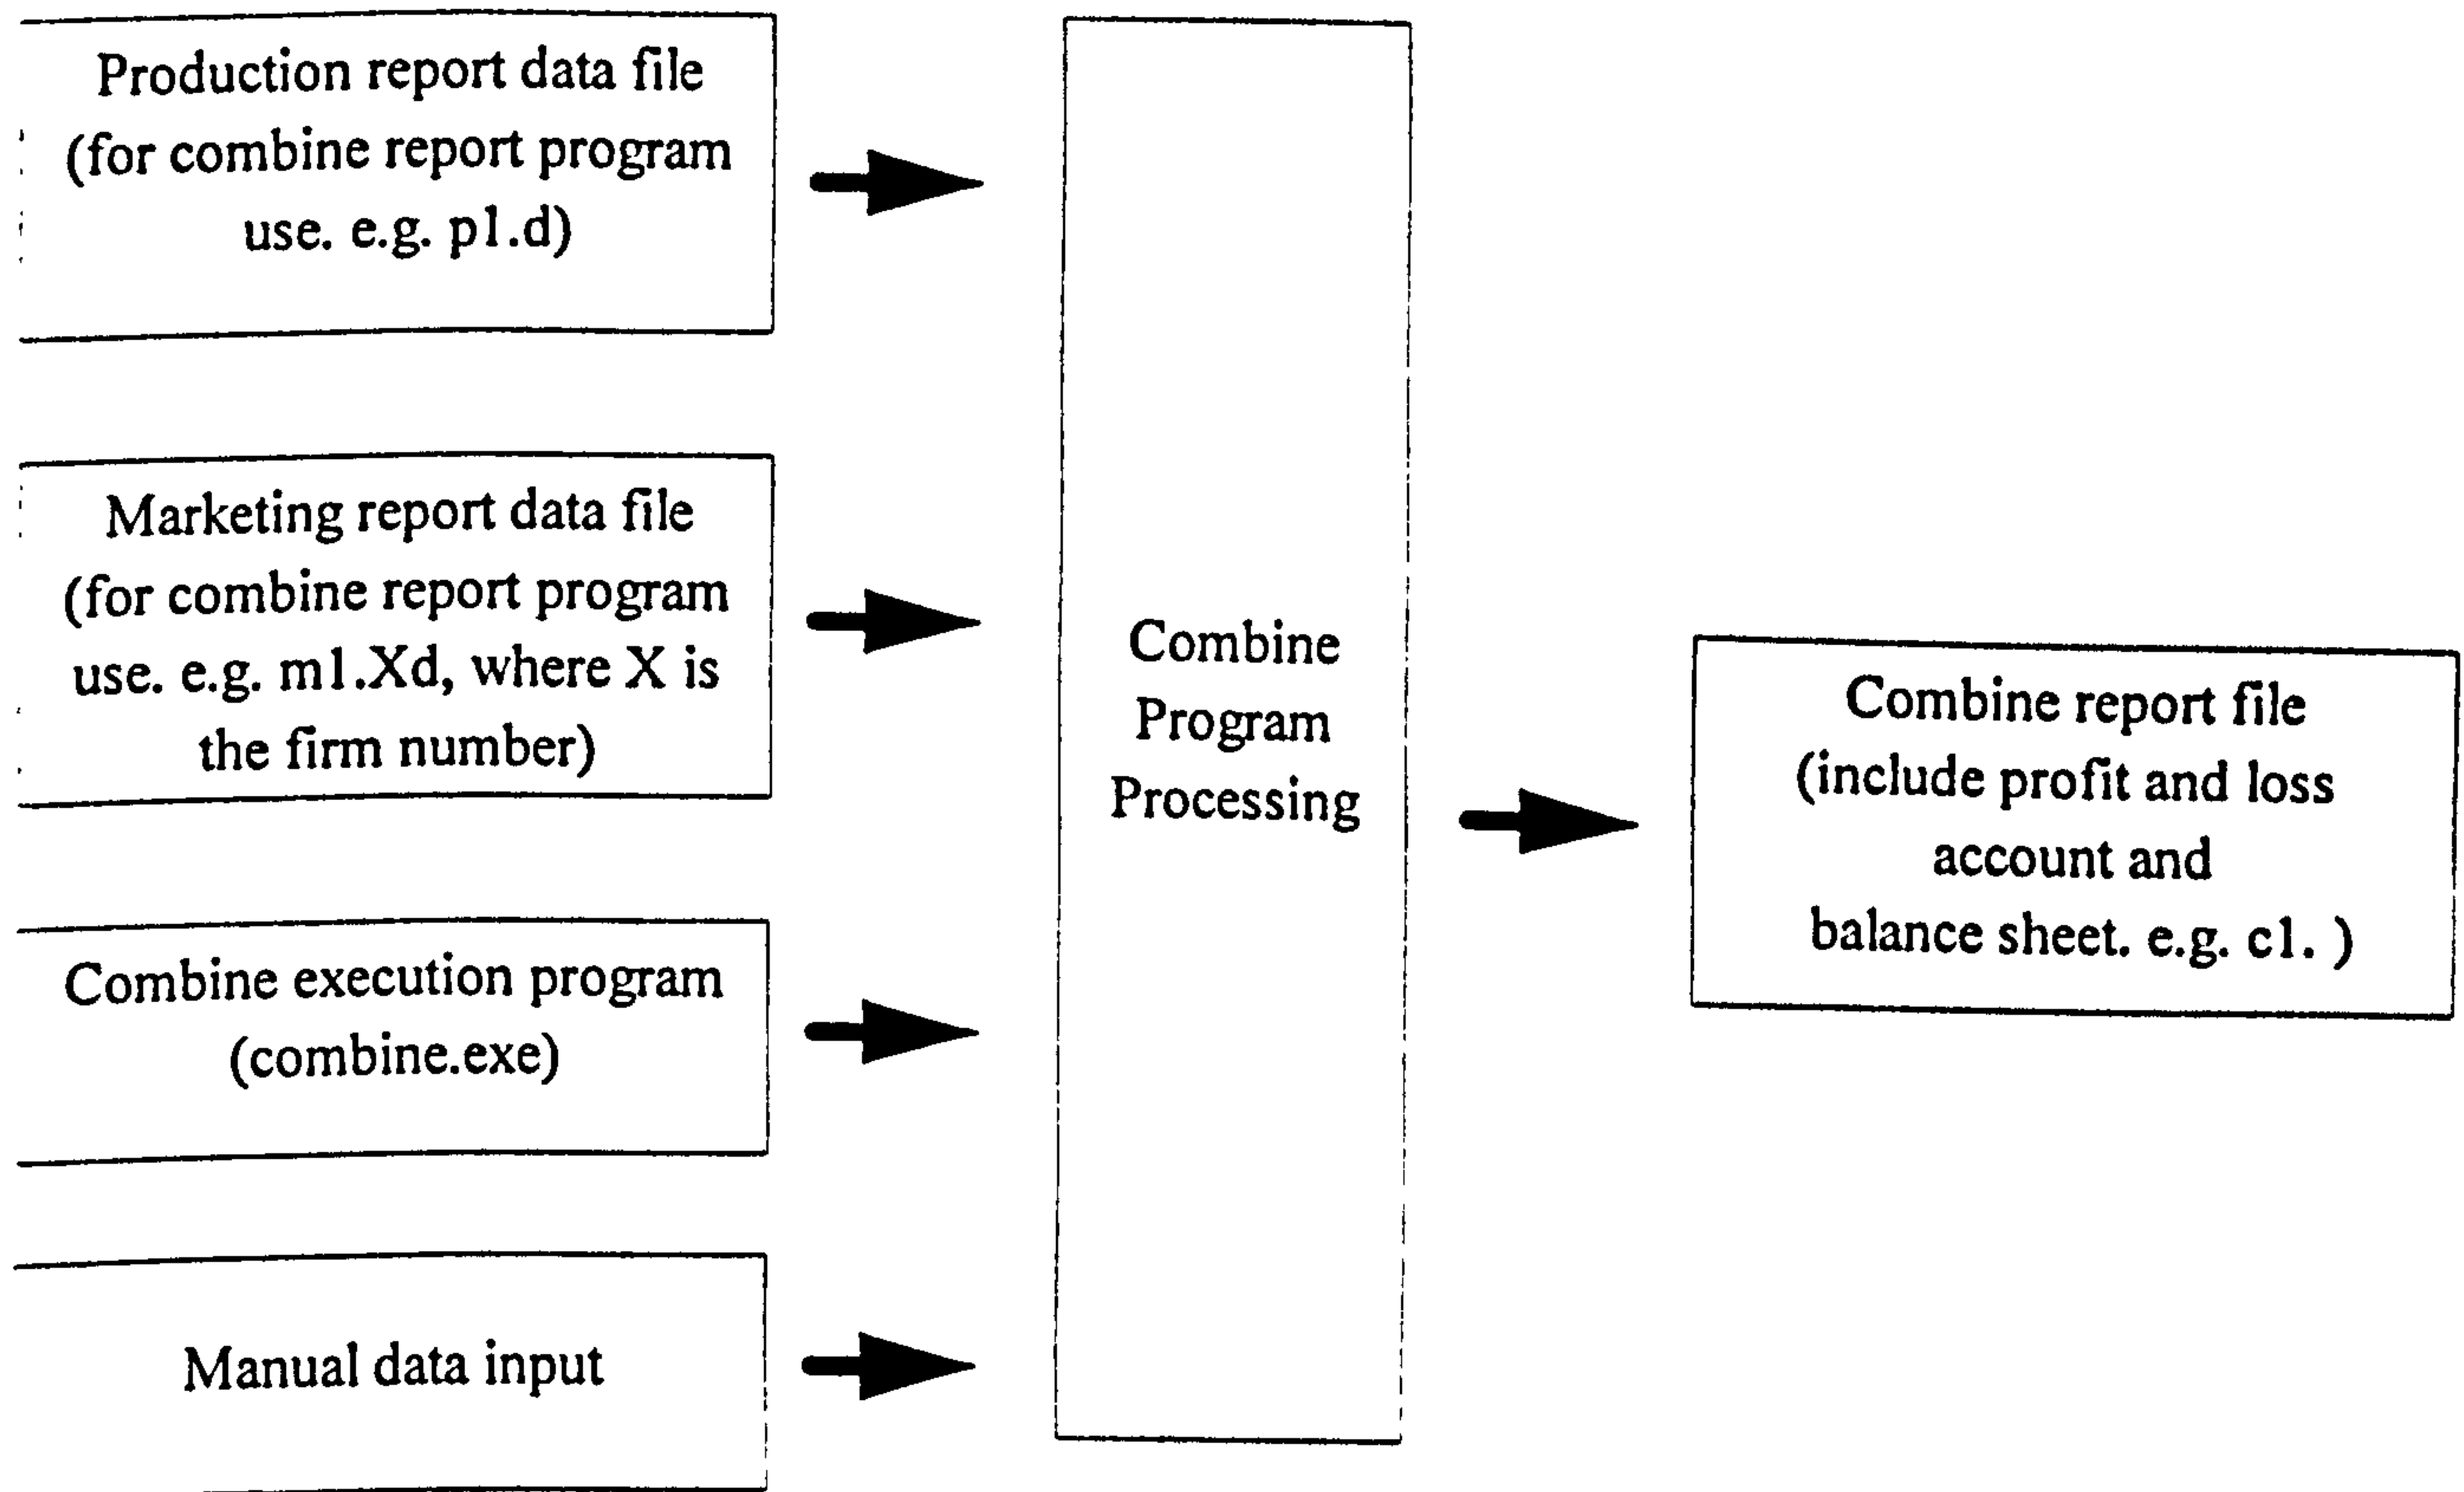 Production report data file
(for combine report program
use. e.g. p1.d)
Marketing report data file
(for combine report program
use. e.g. m1.Xd, where X is
the firm number)
Combine execution program
(combine.exe)
Manual data input
Combine
Program
Processing
Combine report file
(include profit and loss
account and
balance sheet. e.g. c1. )